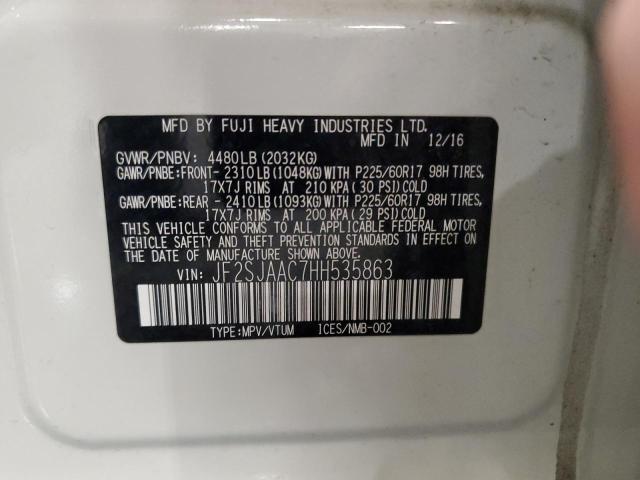 MFD BY FUJI HEAVY INDUSTRIES LTD.
MFD IN 12/16
GVWR/PNBV: 4480LB (2032KG)
GAWR/PNBE:FRONT- 2310LB (1048KG) WITH P225/60R17 98H TIRES,
17X7J RIMS AT 210 KPA (30 PSI) COLD
GAWR/PNBE:REAR - 2410LB (1093KG) WITH P225/60R17 98H TIRES,
17X7J RIMS AT 200 KPA (29 PSI) COLD
THIS VEHICLE CONFORMS TO ALL APPLICABLE FEDERAL MOTOR
VEHICLE SAFETY AND THEFT PREVENTION STANDARDS IN EFFECT ON
THE DATE OF MANUFACTURE SHOWN ABOVE.
VIN: JF2SJAAC7HH535863
TYPE:MPV/VTUM ICES/NMB-002